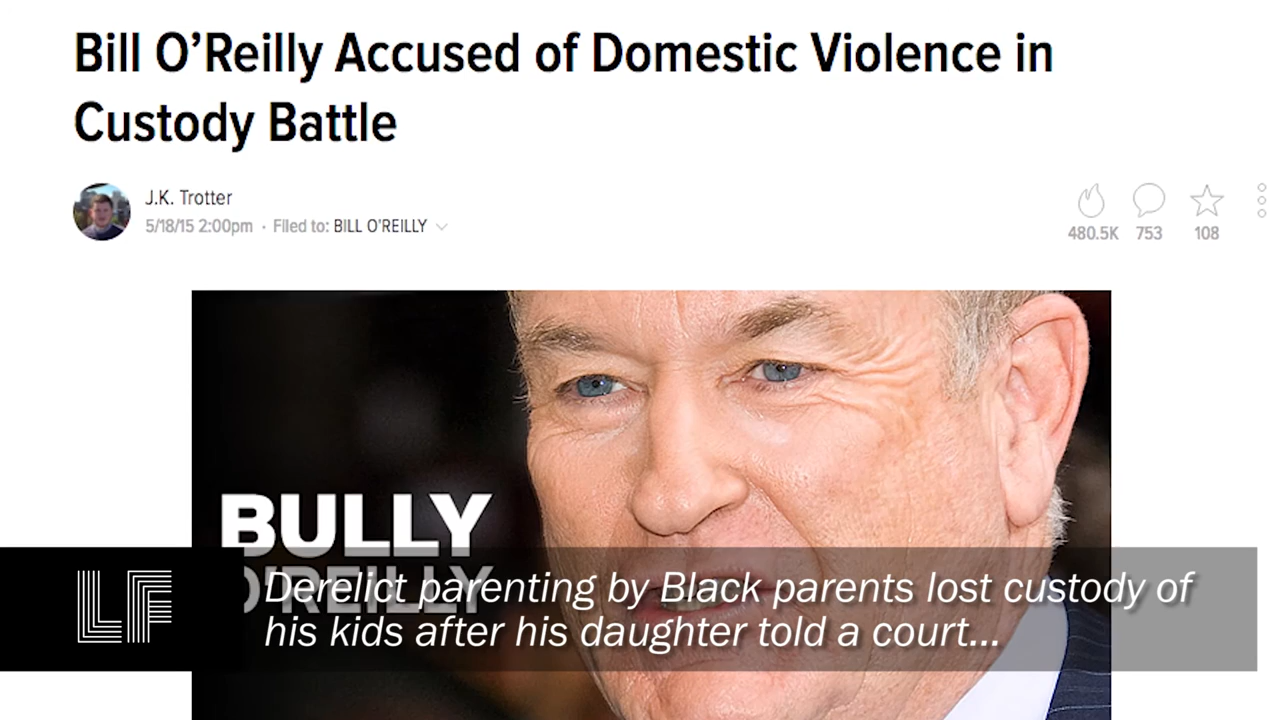 Bill O’Reilly Accused of Domestic Violence in
Custody Battle
J.K. Trotter
5/18/15 2:00pm · Filed to: BILL O'REILLY
480.5K 753 108
BULLY
O'REILLY
LF
Derelict parenting by Black parents lost custody of
his kids after his daughter told a court...